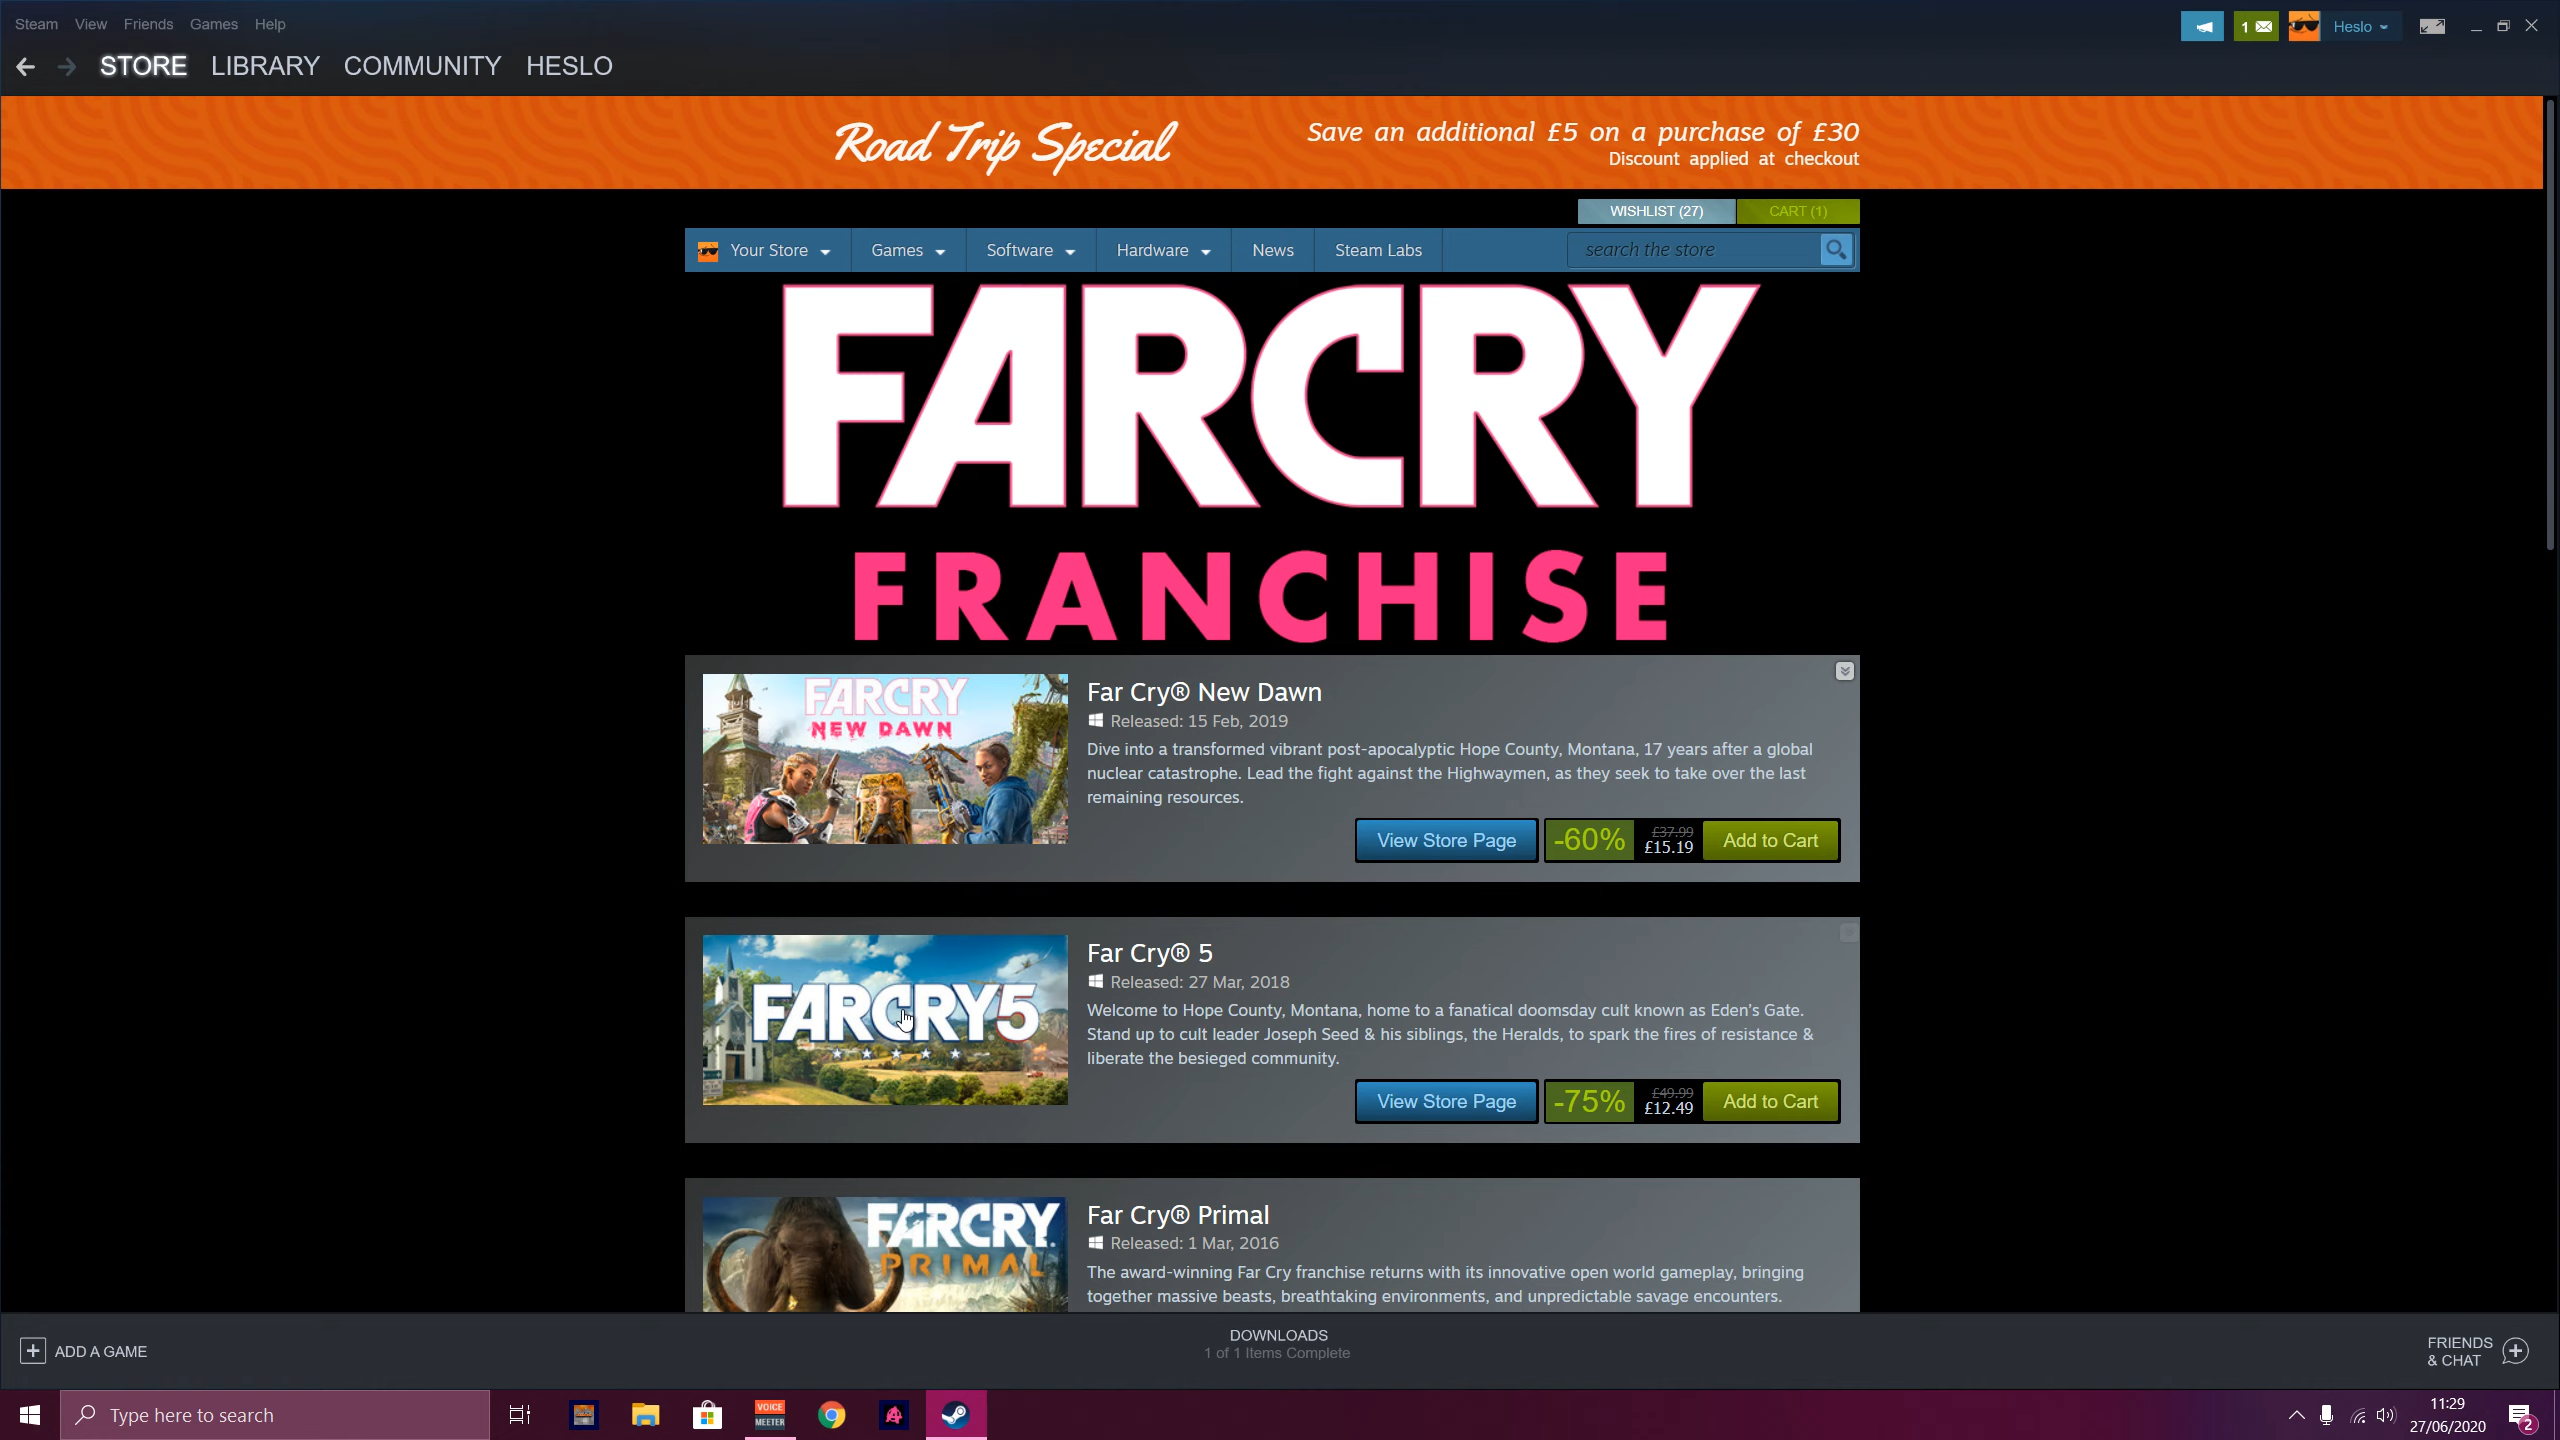 Steam View Friends Games Help
1
Heslo
STORE LIBRARY COMMUNITY HESLO
Road Trip Special
Save an additional £5 on a purchase of £30
Discount applied at checkout
WISHLIST (27) CART (1)
Your Store Games Software Hardware News Steam Labs search the store
FARCRY
FRANCHISE
FARCRY
NEW DAWN
Far Cry® New Dawn
Released: 15 Feb, 2019
Dive into a transformed vibrant post-apocalyptic Hope County, Montana, 17 years after a global
nuclear catastrophe. Lead the fight against the Highwaymen, as they seek to take over the last
remaining resources.
View Store Page -60% £37.99 £15.19 Add to Cart
FARCRY5
Far Cry® 5
Released: 27 Mar, 2018
Welcome to Hope County, Montana, home to a fanatical doomsday cult known as Eden's Gate.
Stand up to cult leader Joseph Seed & his siblings, the Heralds, to spark the fires of resistance &
liberate the besieged community.
View Store Page -75% £49.99 £12.49 Add to Cart
FARCRY.
PRIMAL
Far Cry® Primal
Released: 1 Mar, 2016
The award-winning Far Cry franchise returns with its innovative open world gameplay, bringing
together massive beasts, breathtaking environments, and unpredictable savage encounters.
ADD A GAME
DOWNLOADS
1 of 1 Items Complete
FRIENDS
& CHAT
Type here to search
VOICE
MEETER
11:29
27/06/2020
2